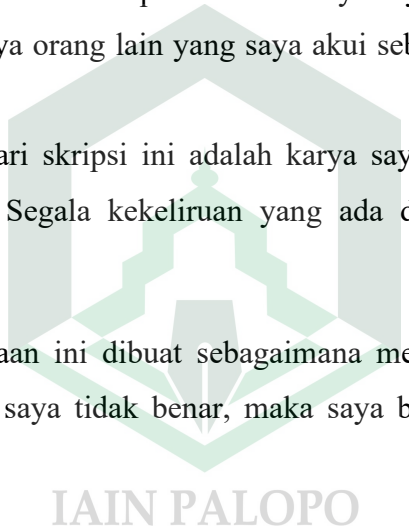 ya orang lain yang saya akui seb
ari skripsi ini adalah karya say
Segala kekeliruan yang ada d
aan ini dibuat sebagaimana me
saya tidak benar, maka saya b
IAIN PALOPO